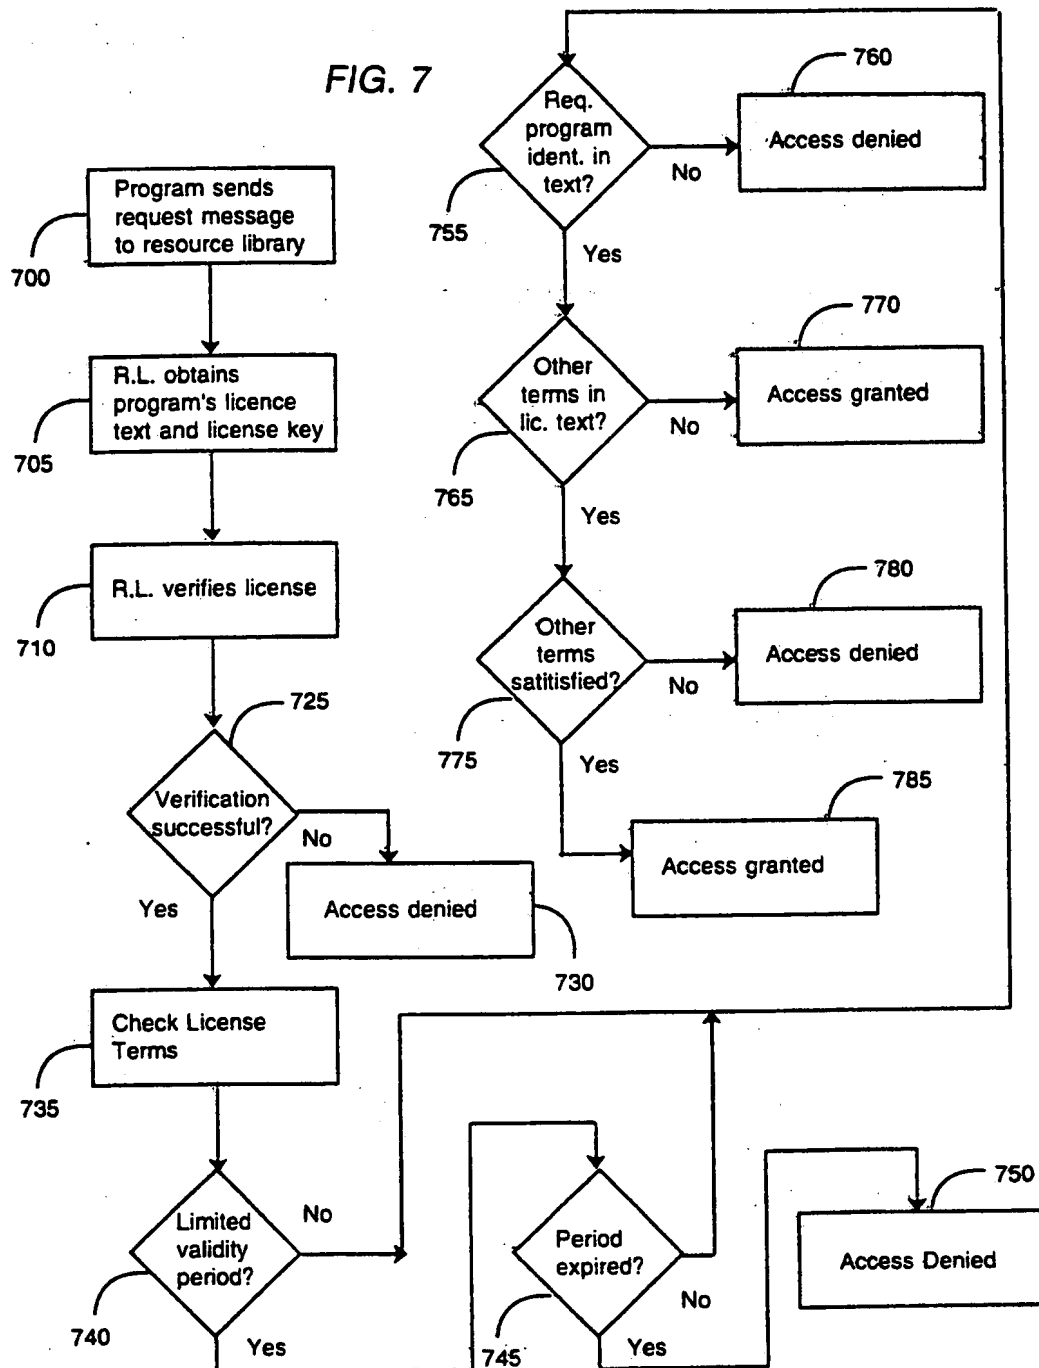 FIG. 7
Program sends
request message
to resource library
700
R.L. obtains
program's licence
text and license key
705
R.L. verifies license
710
725
Verification
successful?
No
Yes
Access denied
730
Check License
Terms
735
Limited
validity
period?
No
740
Yes
Period
expired?
No
745
Yes
750
Access Denied
Req.
program
ident. in
text?
755
No
Yes
760
Access denied
Other
terms in
lic. text?
765
No
Yes
770
Access granted
Other
terms
satitisfied?
775
No
Yes
780
Access denied
785
Access granted